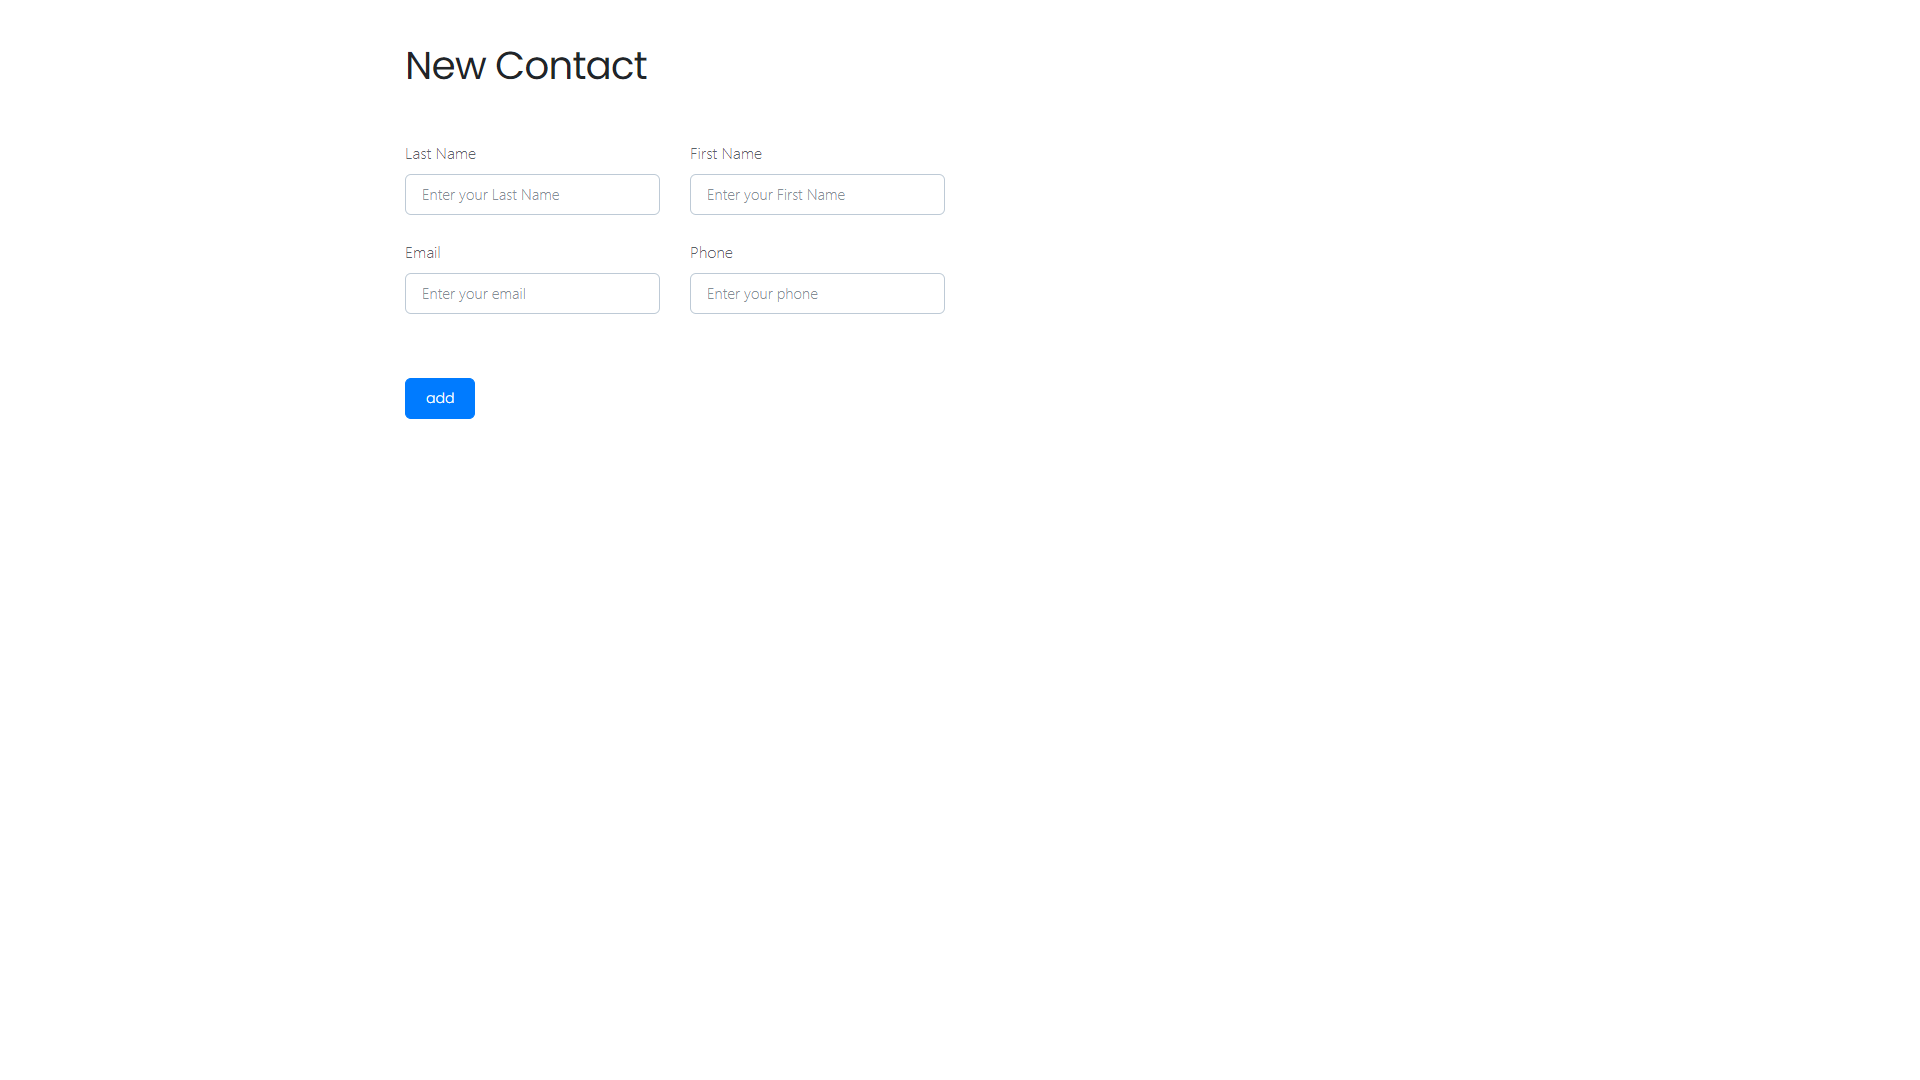 New Contact
Last Name
First Name
Enter your Last Name
Enter your First Name
Email
Phone
Enter your email
Enter your phone
add